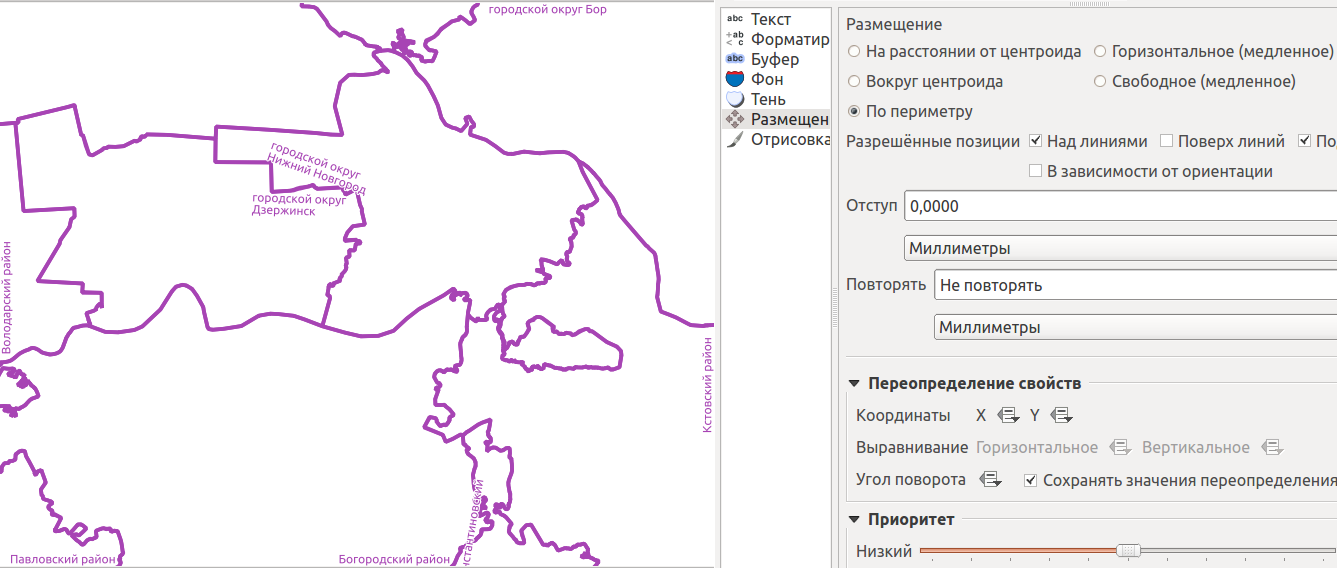 городской округ Бор
городской округ
Нижний Новгород
городской округ
Дзержинск
Володарский район
Кстовский район
нстантиновский
Павловский район
Богородский район
abc Текст
+ab
< c Форматир
abc Буфер
Фон
Тень
Размещен
Отрисовка
Размещение
На расстоянии от центроида
Горизонтальное (медленное)
Вокруг центроида
Свободное (медленное)
По периметру
Разрешённые позиции
Над линиями
Поверх линий
По
В зависимости от ориентации
Отступ 0,0000
Миллиметры
Повторять Не повторять
Миллиметры
Переопределение свойств
Координаты X Y
Выравнивание Горизонтальное Вертикальное
Угол поворота Сохранять значения переопределения
Приоритет
Низкий